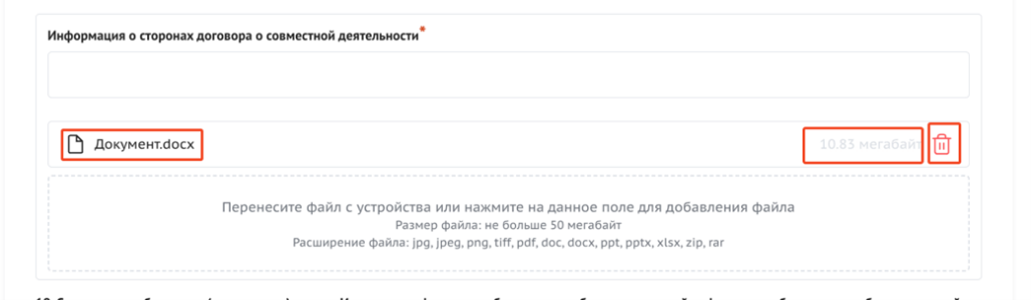 Информация о сторонах договора о совместной деятельности*
Документ.docx 10.83 мегабайт
Перенесите файл с устройства или нажмите на данное поле для добавления файла
Размер файла: не больше 50 мегабайт
Расширение файла: jpg, jpeg, png, tiff, pdf, doc, docx, ppt, pptx, xlsx, zip, rar